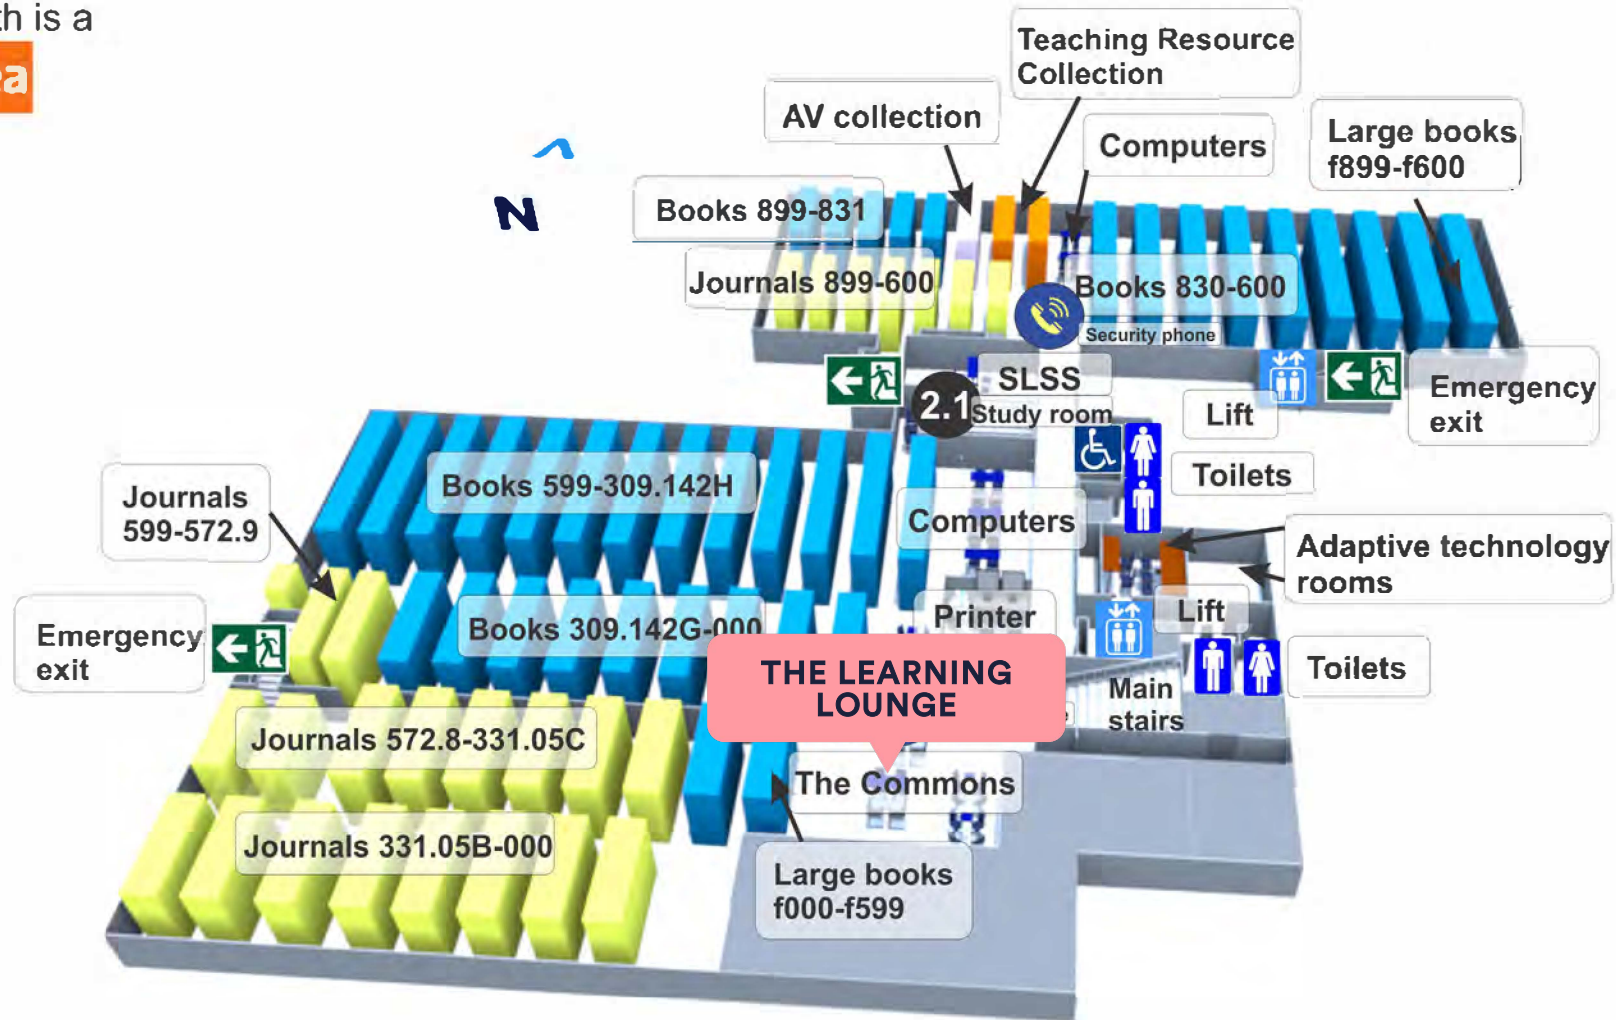 th is a
ea
Teaching Resource
Collection
AV collection
Computers
Large books
f899-f600
N
Books 899-831
Journals 899-600
Books 830-600
Security phone
SLSS
2.1
Study room
Lift
Emergency
exit
Toilets
Books 599-309.142H
Journals
599-572.9
Computers
Adaptive technology
rooms
Printer
Lift
Books 309.142G-000
Emergency
exit
THE LEARNING
LOUNGE
Toilets
Main
stairs
Journals 572.8-331.05C
The Commons
Journals 331.05B-000
Large books
f000-f599